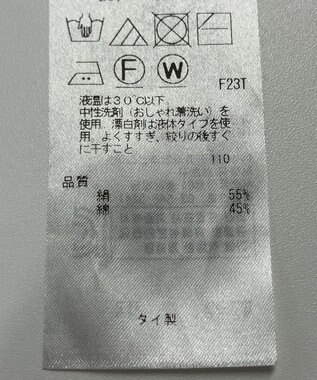 F
W
F23T
液温は30℃以下
中性洗剤（おしゃれ着洗い）を
使用、漂白剤は液体タイプを使
用、よくすすぎ、絞りの後すぐ
に干すこと
110
品質
絹 55%
綿 45%
タイ製